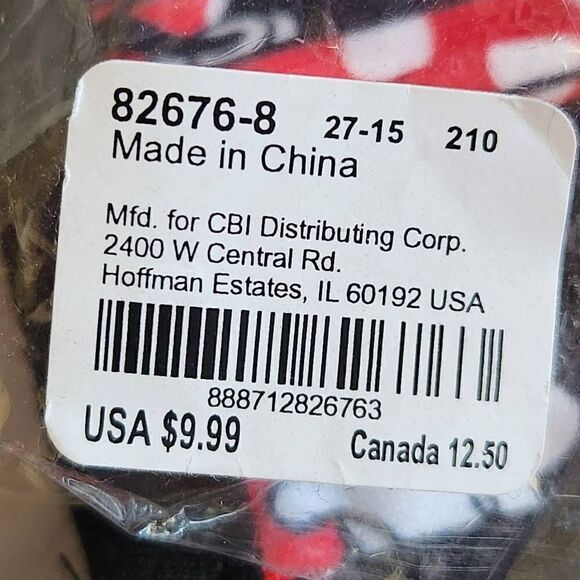 82676-8 27-15 210
Made in China
Mfd. for CBI Distributing Corp.
2400 W Central Rd.
Hoffman Estates, IL 60192 USA
888712826763
USA $9.99 Canada 12.50